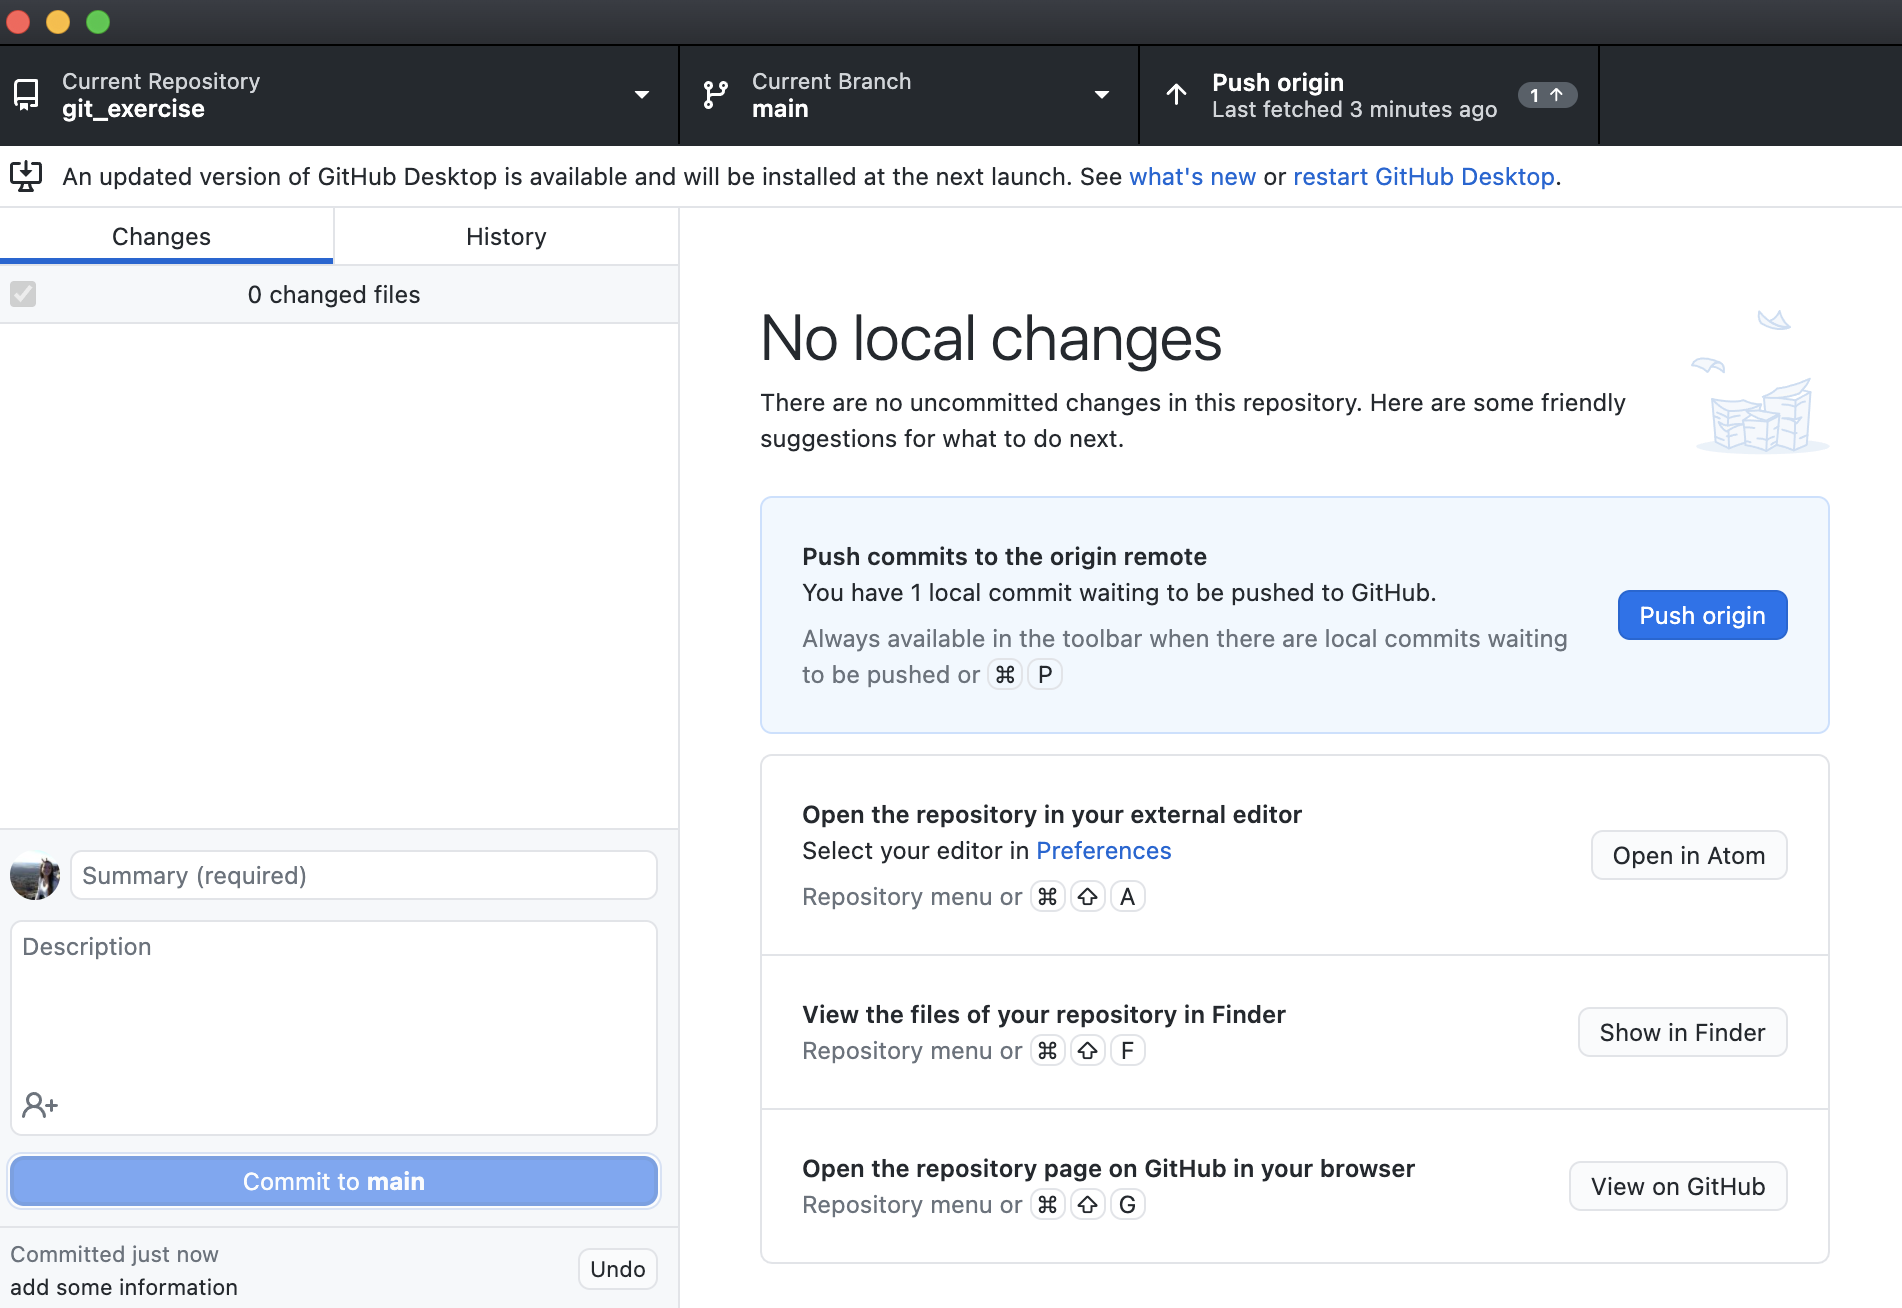 Current Repository
git_exercise
Current Branch
main
Push origin
Last fetched 3 minutes ago
1 ↑
An updated version of GitHub Desktop is available and will be installed at the next launch. See what's new or restart GitHub Desktop.
Changes
History
0 changed files
No local changes
There are no uncommitted changes in this repository. Here are some friendly
suggestions for what to do next.
Push commits to the origin remote
You have 1 local commit waiting to be pushed to GitHub.
Always available in the toolbar when there are local commits waiting
to be pushed or ⌘ P
Push origin
Open the repository in your external editor
Select your editor in Preferences
Repository menu or ⌘ ⇧ A
Open in Atom
View the files of your repository in Finder
Repository menu or ⌘ ⇧ F
Show in Finder
Open the repository page on GitHub in your browser
Repository menu or ⌘ ⇧ G
View on GitHub
Summary (required)
Description
Commit to main
Committed just now
add some information
Undo